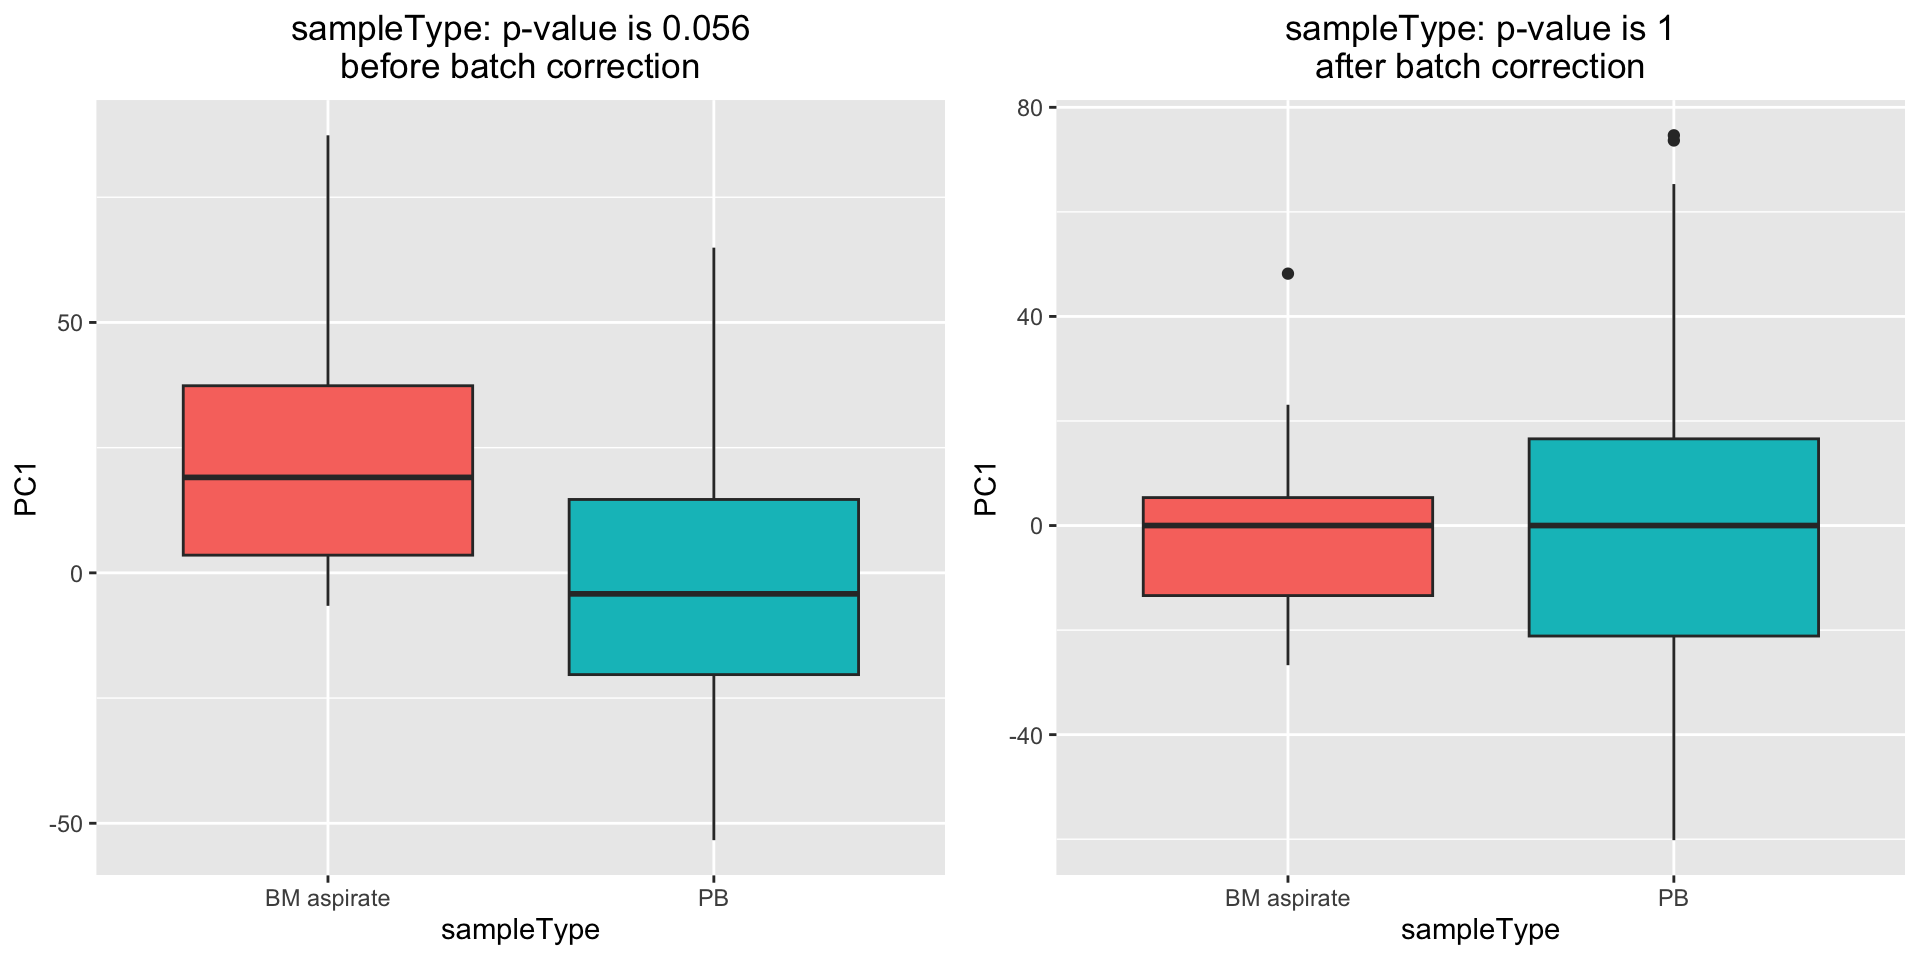 sampleType: p-value is 0.056
before batch correction
PC1
50
0
-50
BM aspirate
PB
sampleType
sampleType: p-value is 1
after batch correction
PC1
80
40
0
-40
BM aspirate
PB
sampleType